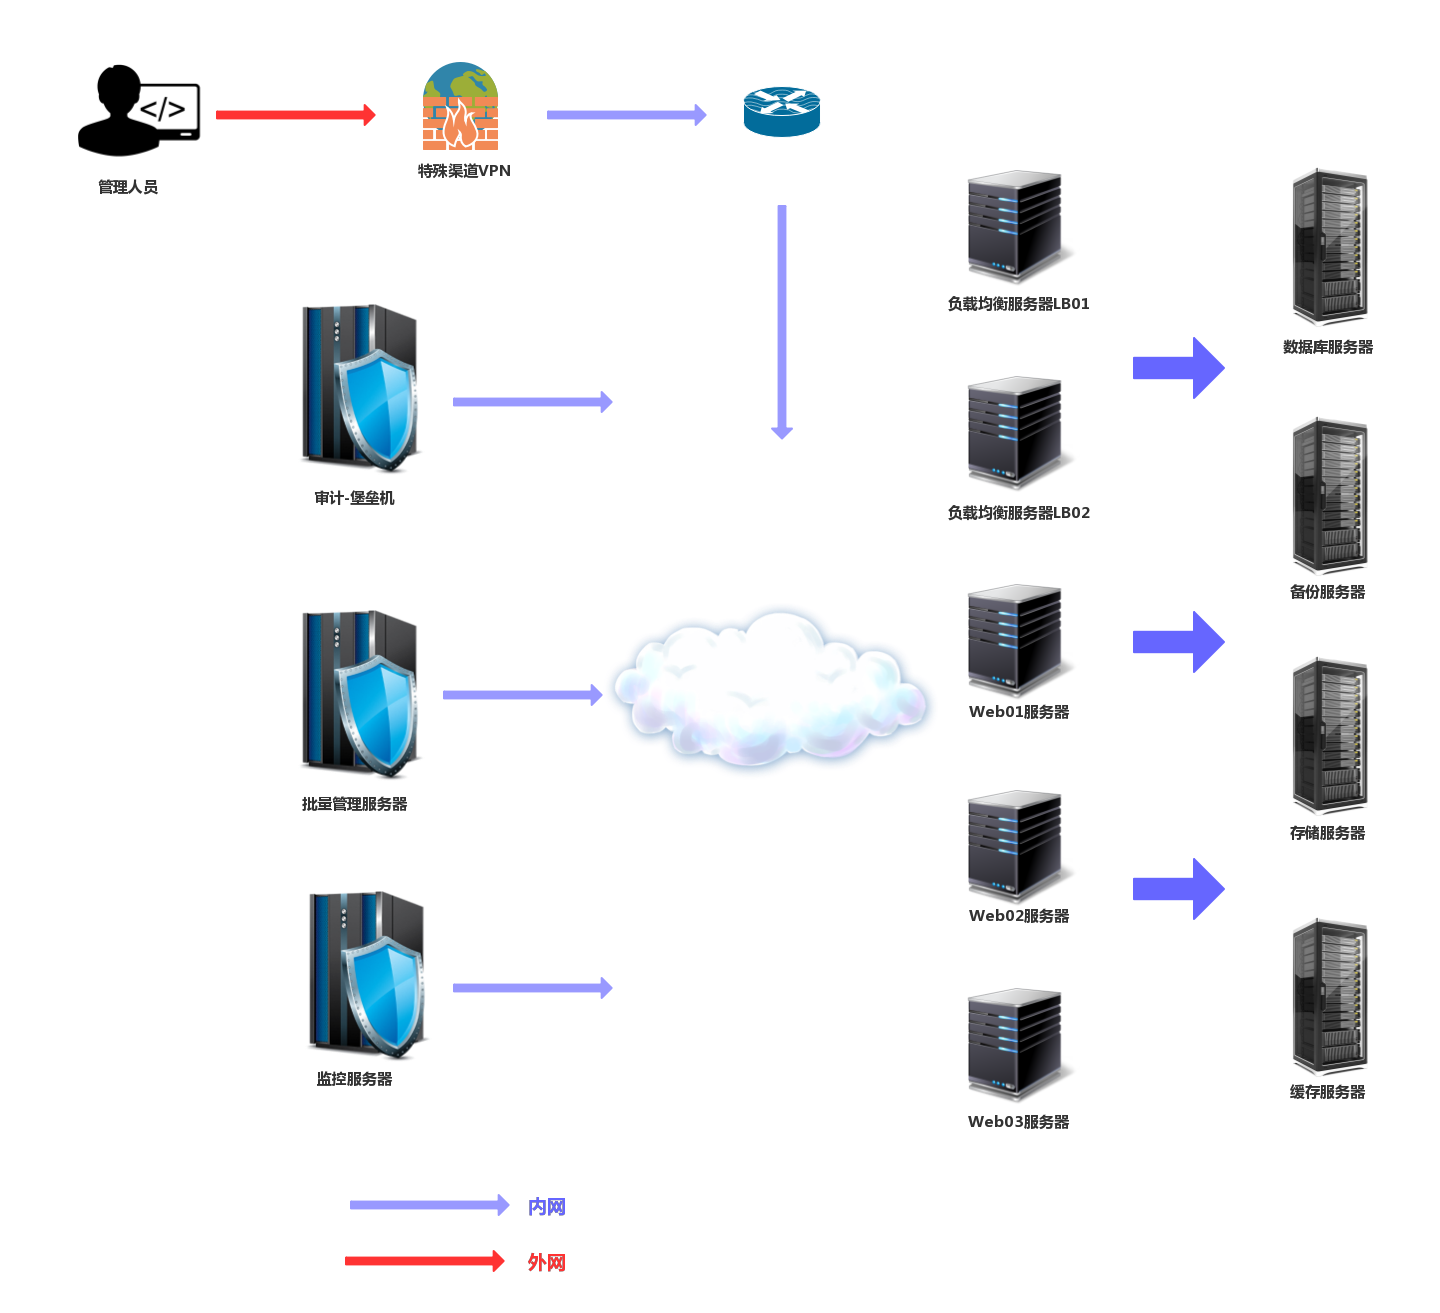 管理人员
特殊渠道VPN
负载均衡服务器LB01
数据库服务器
审计-堡垒机
负载均衡服务器LB02
备份服务器
Web01服务器
批量管理服务器
存储服务器
Web02服务器
监控服务器
缓存服务器
Web03服务器
内网
外网